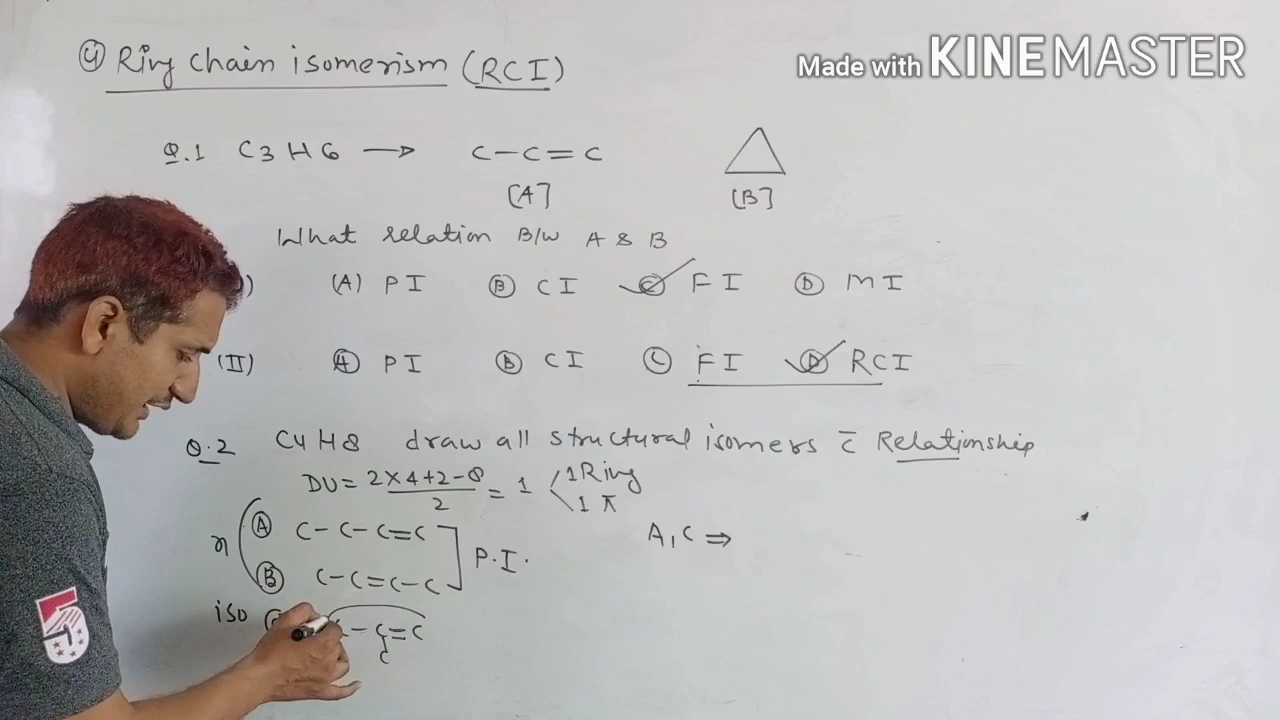 ④ Ring chain isomerism (RCI)
Made with KINEMASTER
Q.1 C3H6 → C-C=C
[A] [B]
What relation B/W A & B
) (A) PI Ⓑ CI Ⓒ FI Ⓓ MI
(II) Ⓐ PI Ⓑ CI Ⓒ FI Ⓓ RCI
Q.2 C4H8 draw all structural isomers c̄ Relationship
DU = 2×4+2-8/2 = 1 1 Ring
1 π
n Ⓐ C-C-C=C
Ⓑ C-C=C-C P.I.
A, C ⇒
iso -C=C
C
5